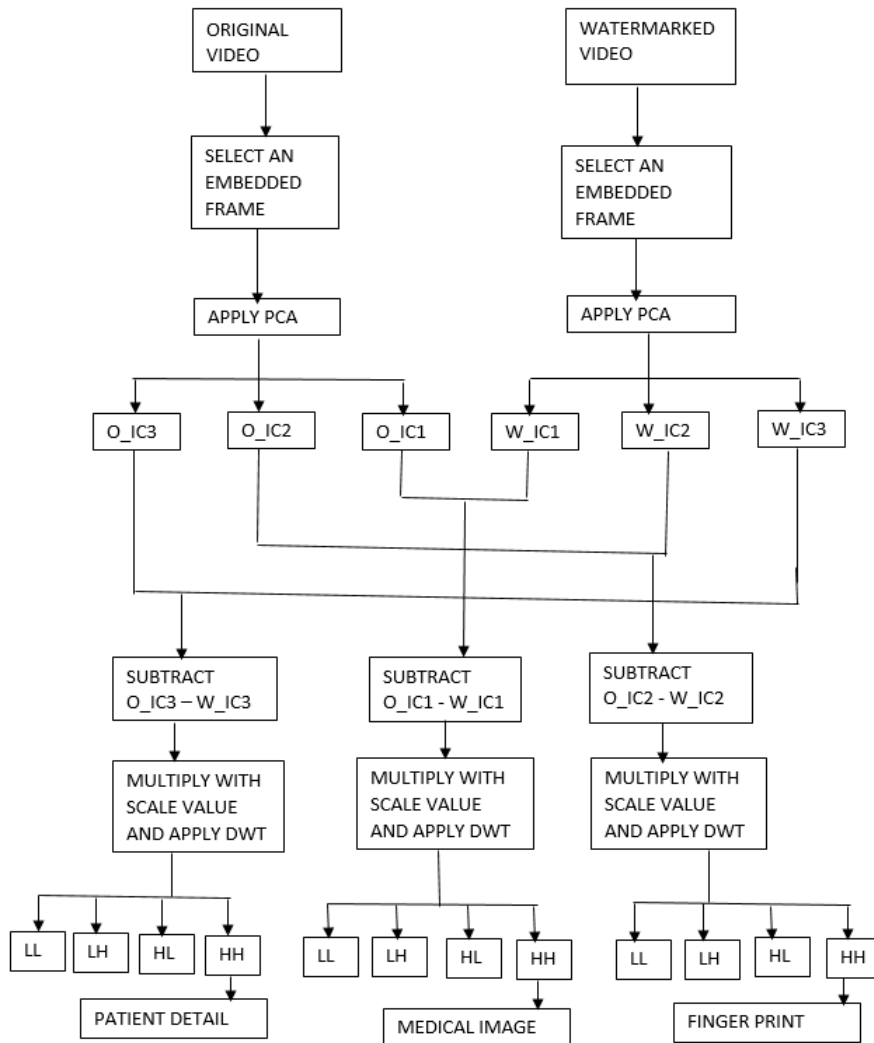 ORIGINAL
VIDEO
WATERMARKED
VIDEO
SELECT AN
EMBEDDED
FRAME
SELECT AN
EMBEDDED
FRAME
APPLY PCA
APPLY PCA
O_IC3
O_IC2
O_IC1
W_IC1
W_IC2
W_IC3
SUBTRACT
O_IC3 – W_IC3
SUBTRACT
O_IC1 - W_IC1
SUBTRACT
O_IC2 - W_IC2
MULTIPLY WITH
SCALE VALUE
AND APPLY DWT
MULTIPLY WITH
SCALE VALUE
AND APPLY DWT
MULTIPLY WITH
SCALE VALUE
AND APPLY DWT
LL
LH
HL
HH
LL
LH
HL
HH
LL
LH
HL
HH
PATIENT DETAIL
MEDICAL IMAGE
FINGER PRINT